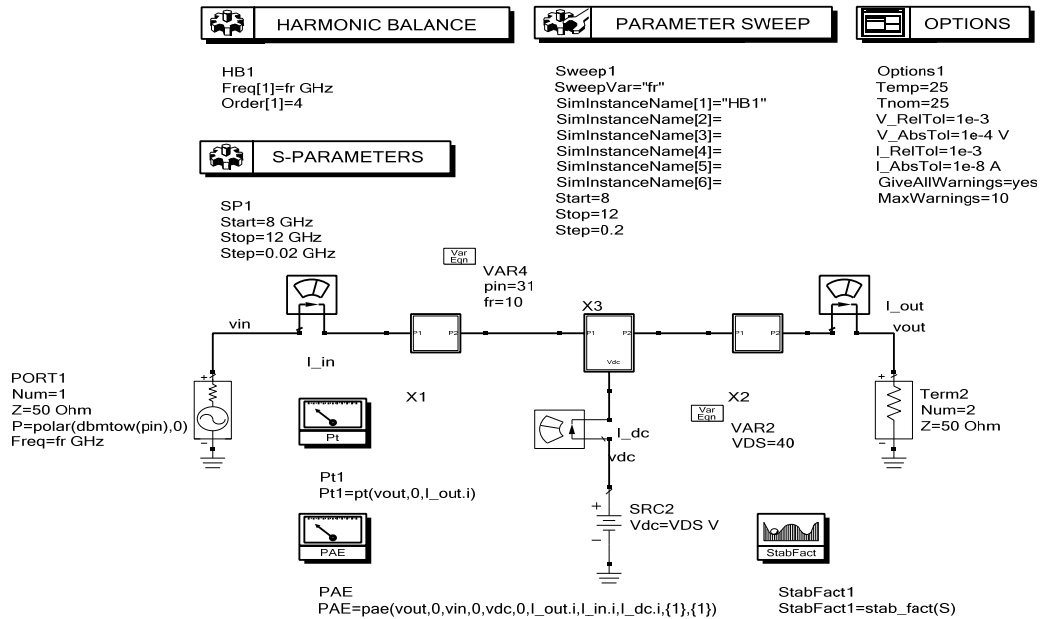 HARMONIC BALANCE
PARAMETER SWEEP
OPTIONS
HB1
Freq[1]=fr GHz
Order[1]=4
Sweep1
SweepVar="fr"
SimInstanceName[1]="HB1"
SimInstanceName[2]=
SimInstanceName[3]=
SimInstanceName[4]=
SimInstanceName[5]=
SimInstanceName[6]=
Start=8
Stop=12
Step=0.2
Options1
Temp=25
Tnom=25
V_RelTol=1e-3
V_AbsTol=1e-4 V
I_RelTol=1e-3
I_AbsTol=1e-8 A
GiveAllWarnings=yes
MaxWarnings=10
S-PARAMETERS
SP1
Start=8 GHz
Stop=12 GHz
Step=0.02 GHz
Var
Eqn
VAR4
pin=31
fr=10
vin
I_in
P1 P2
X1
X3
P1 P2
Vdc
P1 P2
X2
I_out
vout
PORT1
Num=1
Z=50 Ohm
P=polar(dbmtow(pin),0)
Freq=fr GHz
+
-
Pt
Pt1
Pt1=pt(vout,0,I_out.i)
I_dc
vdc
Var
Eqn
VAR2
VDS=40
+
-
Term2
Num=2
Z=50 Ohm
+
-
SRC2
Vdc=VDS V
PAE
PAE
PAE=pae(vout,0,vin,0,vdc,0,I_out.i,I_in.i,I_dc.i,{1},{1})
StabFact
StabFact1
StabFact1=stab_fact(S)